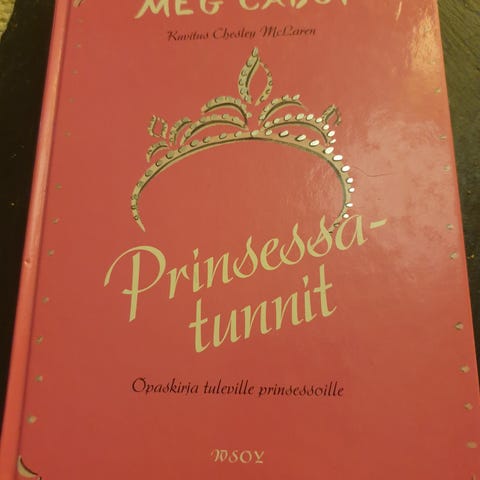 MEG CABOT
Kuvitus Chesley McLaren
Prinsessa-
tunnit
Opaskirja tuleville prinsessoille
WSOY